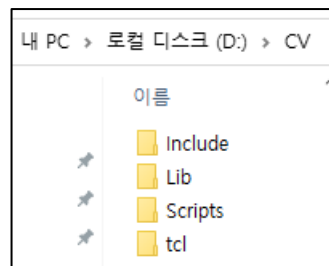 내 PC > 로컬 디스크 (D:) > CV
이름
Include
Lib
Scripts
tcl